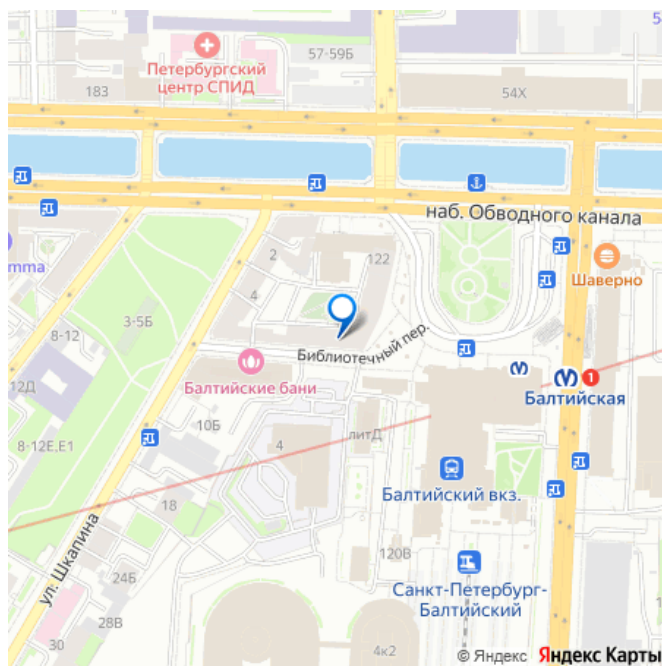 57-59Б
Петербургский
центр СПИД
183
54Х
наб. Обводного канала
mma
2
122
Шаверно
4
3-5Б
8-12
Библиотечный пер.
Балтийские бани
12Д
1
Балтийская
10Б
8-12Е,Е1
4
литД
Балтийский вкз.
18
ул. Шкапина
120В
24Б
Санкт-Петербург-
Балтийский
28В
30
4к2
© Яндекс Яндекс Карты